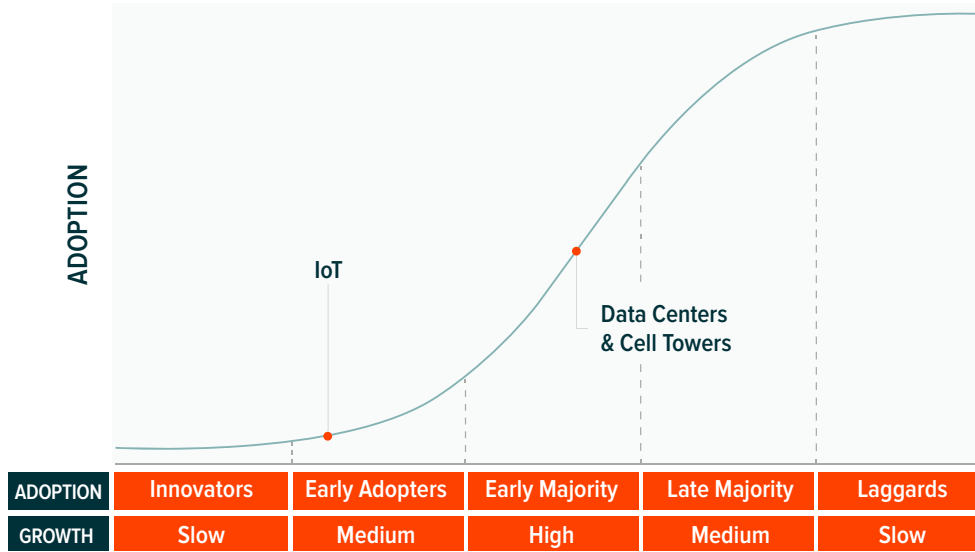 ADOPTION
IoT
Data Centers
& Cell Towers
ADOPTION Innovators Early Adopters Early Majority Late Majority Laggards
GROWTH Slow Medium High Medium Slow